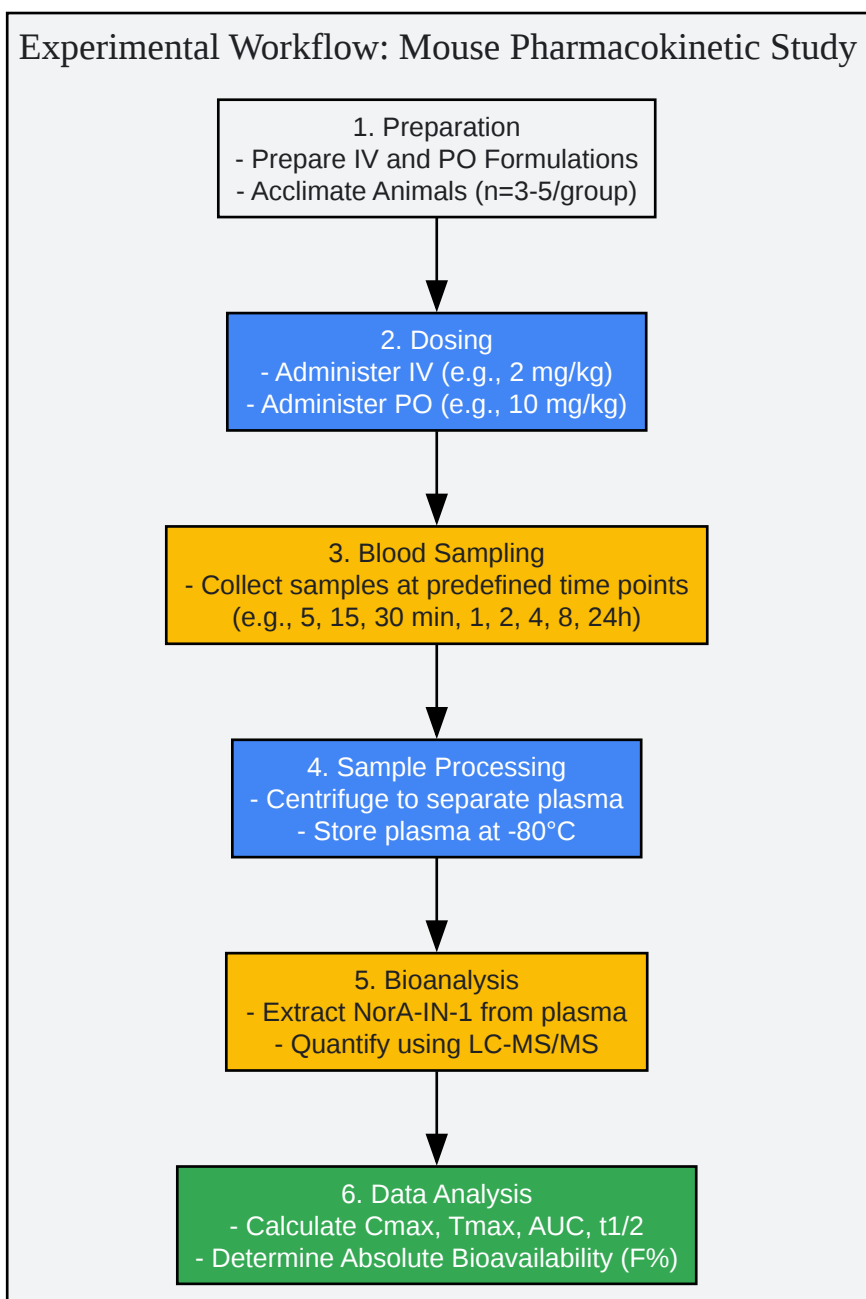 Experimental Workflow: Mouse Pharmacokinetic Study
1. Preparation
- Prepare IV and PO Formulations
- Acclimate Animals (n=3-5/group)
2. Dosing
- Administer IV (e.g., 2 mg/kg)
- Administer PO (e.g., 10 mg/kg)
3. Blood Sampling
- Collect samples at predefined time points
(e.g., 5, 15, 30 min, 1, 2, 4, 8, 24h)
4. Sample Processing
- Centrifuge to separate plasma
- Store plasma at -80°C
5. Bioanalysis
- Extract NorA-IN-1 from plasma
- Quantify using LC-MS/MS
6. Data Analysis
- Calculate Cmax, Tmax, AUC, t1/2
- Determine Absolute Bioavailability (F%)